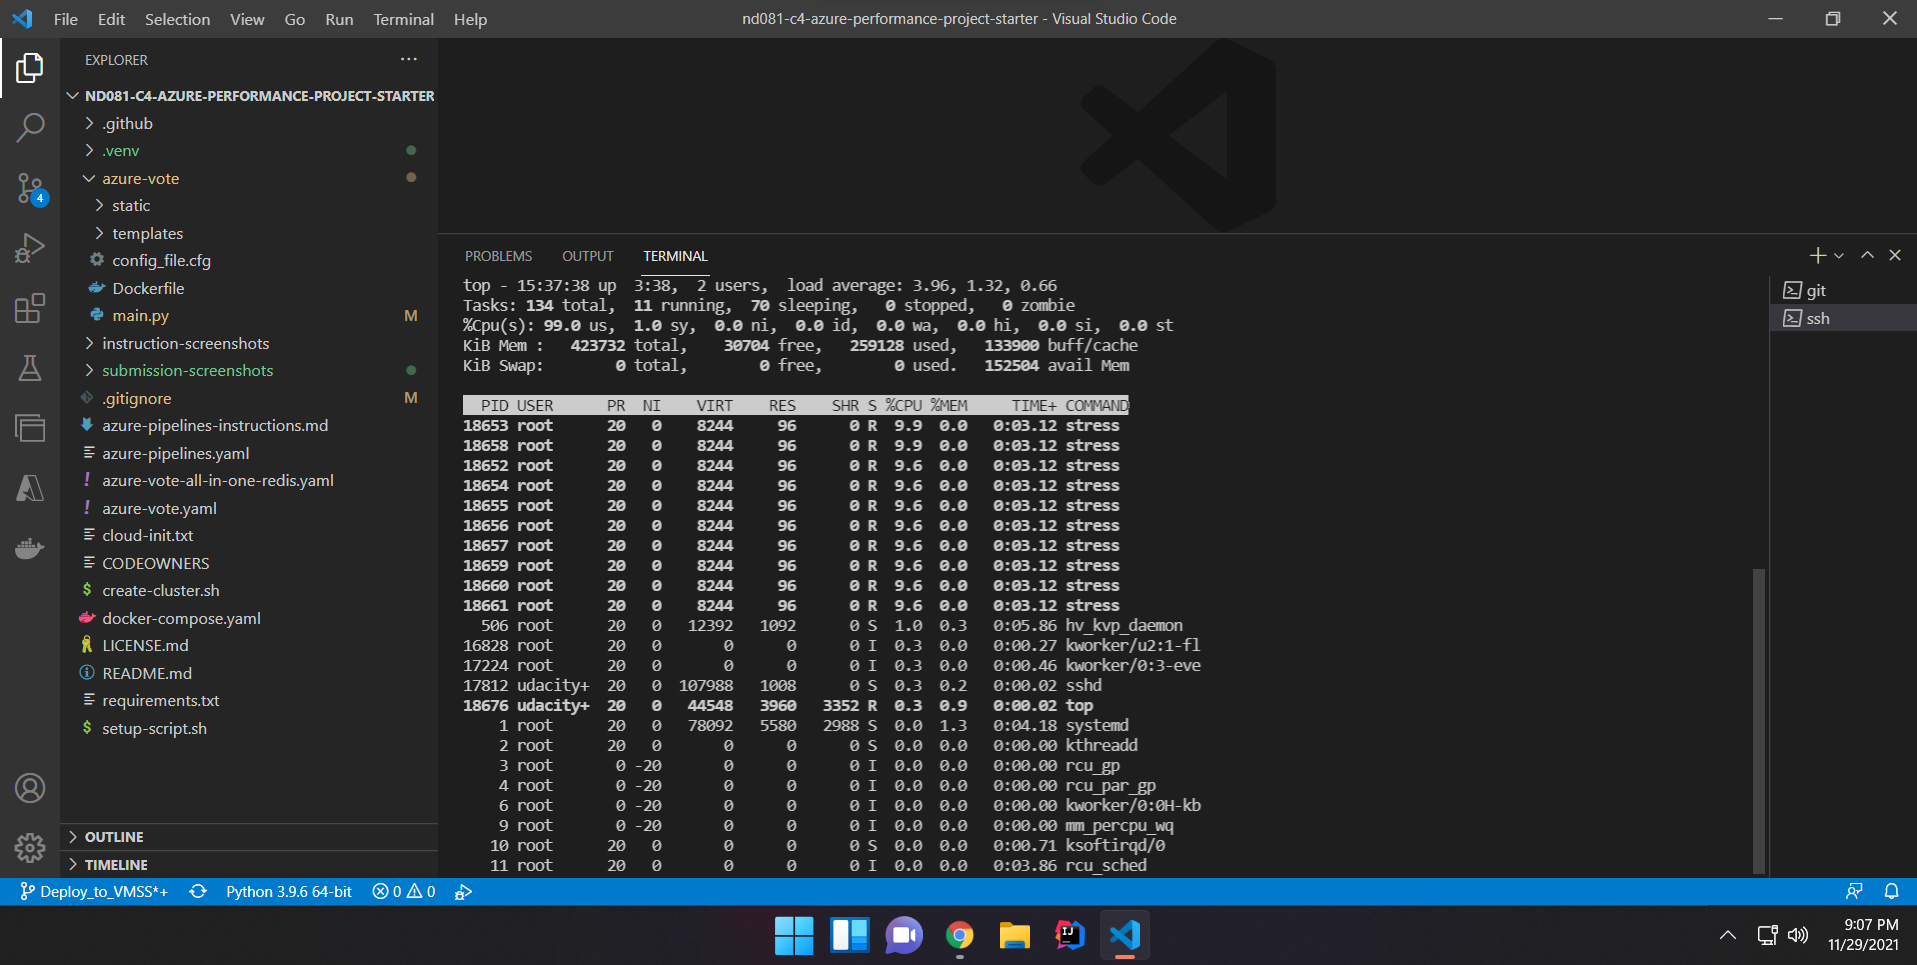 File Edit Selection View Go Run Terminal Help
nd081-c4-azure-performance-project-starter - Visual Studio Code
EXPLORER
ND081-C4-AZURE-PERFORMANCE-PROJECT-STARTER
.github
.venv
azure-vote
static
templates
config_file.cfg
Dockerfile
main.py M
instruction-screenshots
submission-screenshots
.gitignore M
azure-pipelines-instructions.md
azure-pipelines.yaml
azure-vote-all-in-one-redis.yaml
azure-vote.yaml
cloud-init.txt
CODEOWNERS
create-cluster.sh
docker-compose.yaml
LICENSE.md
README.md
requirements.txt
setup-script.sh
OUTLINE
TIMELINE
4
PROBLEMS OUTPUT TERMINAL
top - 15:37:38 up  3:38,  2 users,  load average: 3.96, 1.32, 0.66
Tasks: 134 total,  11 running,  70 sleeping,   0 stopped,   0 zombie
%Cpu(s): 99.0 us,  1.0 sy,  0.0 ni,  0.0 id,  0.0 wa,  0.0 hi,  0.0 si,  0.0 st
KiB Mem :   423732 total,    30704 free,   259128 used,   133900 buff/cache
KiB Swap:        0 total,        0 free,        0 used.   152504 avail Mem
PID USER      PR  NI    VIRT    RES    SHR S %CPU %MEM     TIME+ COMMAND
18653 root      20   0    8244     96      0 R  9.9  0.0   0:03.12 stress
18658 root      20   0    8244     96      0 R  9.9  0.0   0:03.12 stress
18652 root      20   0    8244     96      0 R  9.6  0.0   0:03.12 stress
18654 root      20   0    8244     96      0 R  9.6  0.0   0:03.12 stress
18655 root      20   0    8244     96      0 R  9.6  0.0   0:03.12 stress
18656 root      20   0    8244     96      0 R  9.6  0.0   0:03.12 stress
18657 root      20   0    8244     96      0 R  9.6  0.0   0:03.12 stress
18659 root      20   0    8244     96      0 R  9.6  0.0   0:03.12 stress
18660 root      20   0    8244     96      0 R  9.6  0.0   0:03.12 stress
18661 root      20   0    8244     96      0 R  9.6  0.0   0:03.12 stress
506 root      20   0   12392   1092      0 S  1.0  0.3   0:05.86 hv_kvp_daemon
16828 root      20   0       0      0      0 I  0.3  0.0   0:00.27 kworker/u2:1-fl
17224 root      20   0       0      0      0 I  0.3  0.0   0:00.46 kworker/0:3-eve
17812 udacity+  20   0  107988   1008      0 S  0.3  0.2   0:00.02 sshd
18676 udacity+  20   0   44548   3960   3352 R  0.3  0.9   0:00.02 top
1 root      20   0   78092   5580   2988 S  0.0  1.3   0:04.18 systemd
2 root      20   0       0      0      0 S  0.0  0.0   0:00.00 kthreadd
3 root       0 -20       0      0      0 I  0.0  0.0   0:00.00 rcu_gp
4 root       0 -20       0      0      0 I  0.0  0.0   0:00.00 rcu_par_gp
6 root       0 -20       0      0      0 I  0.0  0.0   0:00.00 kworker/0:0H-kb
9 root       0 -20       0      0      0 I  0.0  0.0   0:00.00 mm_percpu_wq
10 root      20   0       0      0      0 S  0.0  0.0   0:00.71 ksoftirqd/0
11 root      20   0       0      0      0 I  0.0  0.0   0:03.86 rcu_sched
git
ssh
Deploy_to_VMSS*+ Python 3.9.6 64-bit 0 0
IJ
9:07 PM
11/29/2021